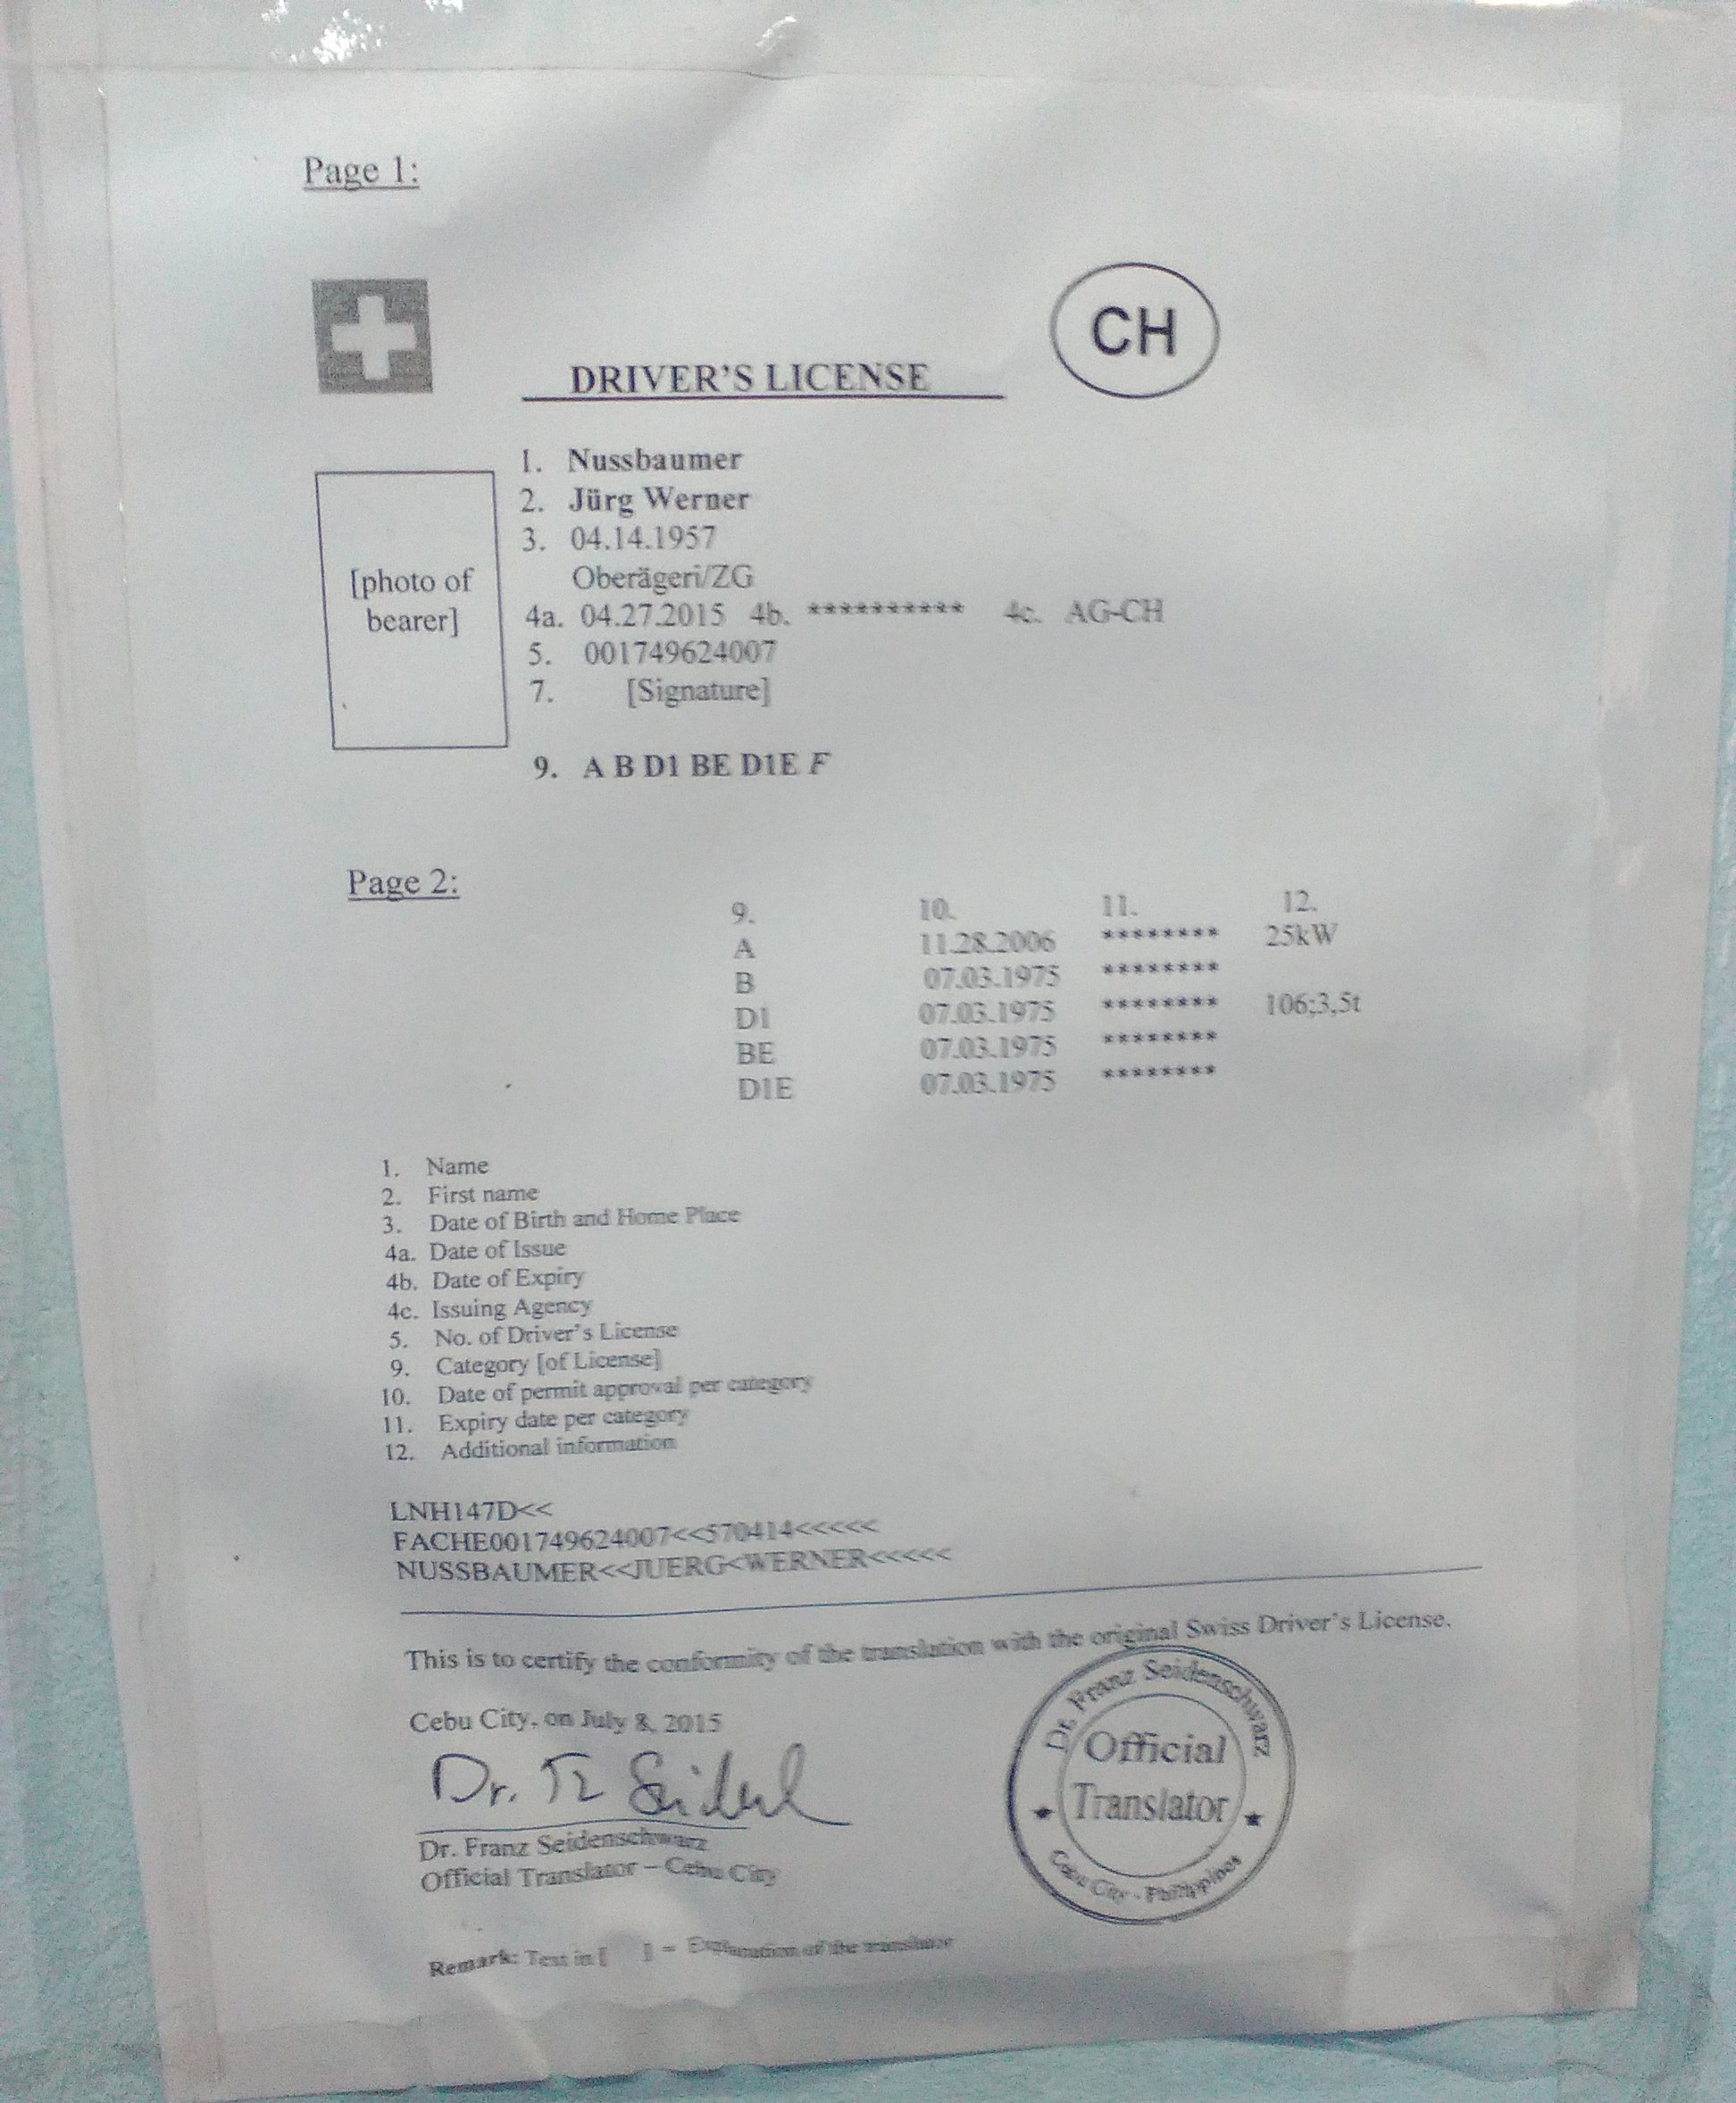 Page 1:
CH
DRIVER'S LICENSE
1. Nussbaumer
2. Jürg Werner
3. 04.14.1957
Oberägeri/ZG
[photo of
bearer]
4a. 04.27.2015 4b. ********** 4c. AG-CH
5. 001749624007
7. [Signature]
9. A B D1 BE D1E F
Page 2:
9. 10. 11. 12.
A 11.28.2006 ******** 25kW
B 07.03.1975 ********
D1 07.03.1975 ******** 106;3,5t
BE 07.03.1975 ********
D1E 07.03.1975 ********
1. Name
2. First name
3. Date of Birth and Home Place
4a. Date of Issue
4b. Date of Expiry
4c. Issuing Agency
5. No. of Driver's License
9. Category [of License]
10. Date of permit approval per category
11. Expiry date per category
12. Additional information
LNH147D<<
FACHE001749624007<<570414<<<<<
NUSSBAUMER<<JUERG<WERNER<<<<<
This is to certify the conformity of the translation with the original Swiss Driver's License.
Cebu City, on July 8, 2015
Dr. Franz Seidenschwarz
Official Translator – Cebu City
Dr. Franz Seidenschwarz
Official
Translator
Cebu City - Philippines
Remark: Text in [ ] = Explanation of the translator